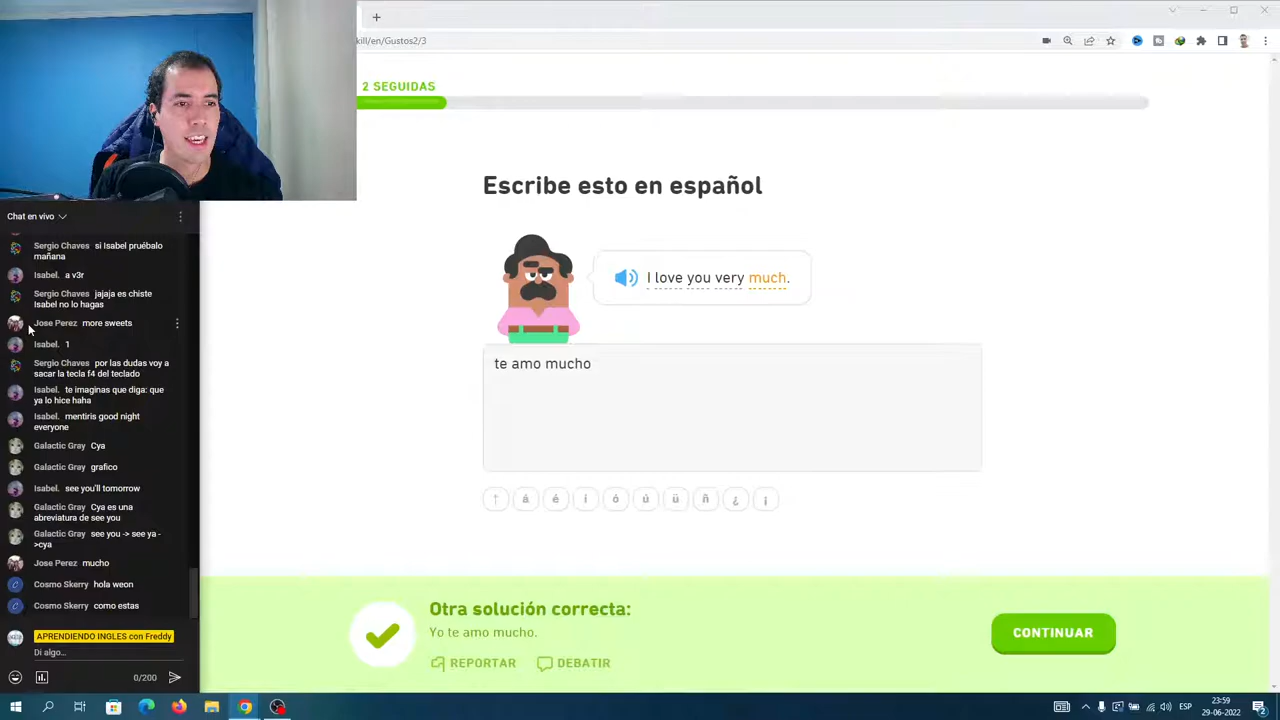 kill/en/Gustos2/3
2 SEGUIDAS
Escribe esto en español
I love you very much.
te amo mucho
↑ á é í ó ú ü ñ ¿ ¡
Otra solución correcta:
Yo te amo mucho.
REPORTAR DEBATIR
CONTINUAR
Chat en vivo
Sergio Chaves si Isabel pruébalo
mañana
Isabel. a v3r
Sergio Chaves jajaja es chiste
Isabel no lo hagas
Jose Perez more sweets
Isabel. 1
Sergio Chaves por las dudas voy a
sacar la tecla f4 del teclado
Isabel. te imaginas que diga: que
ya lo hice haha
Isabel. mentiris good night
everyone
Galactic Gray Cya
Galactic Gray grafico
Isabel. see you'll tomorrow
Galactic Gray Cya es una
abreviatura de see you
Galactic Gray see you -> see ya -
>cya
Jose Perez mucho
Cosmo Skerry hola weon
Cosmo Skerry como estas
APRENDIENDO INGLES con Freddy
Di algo...
0/200
ESP
23:59
29-06-2022
2